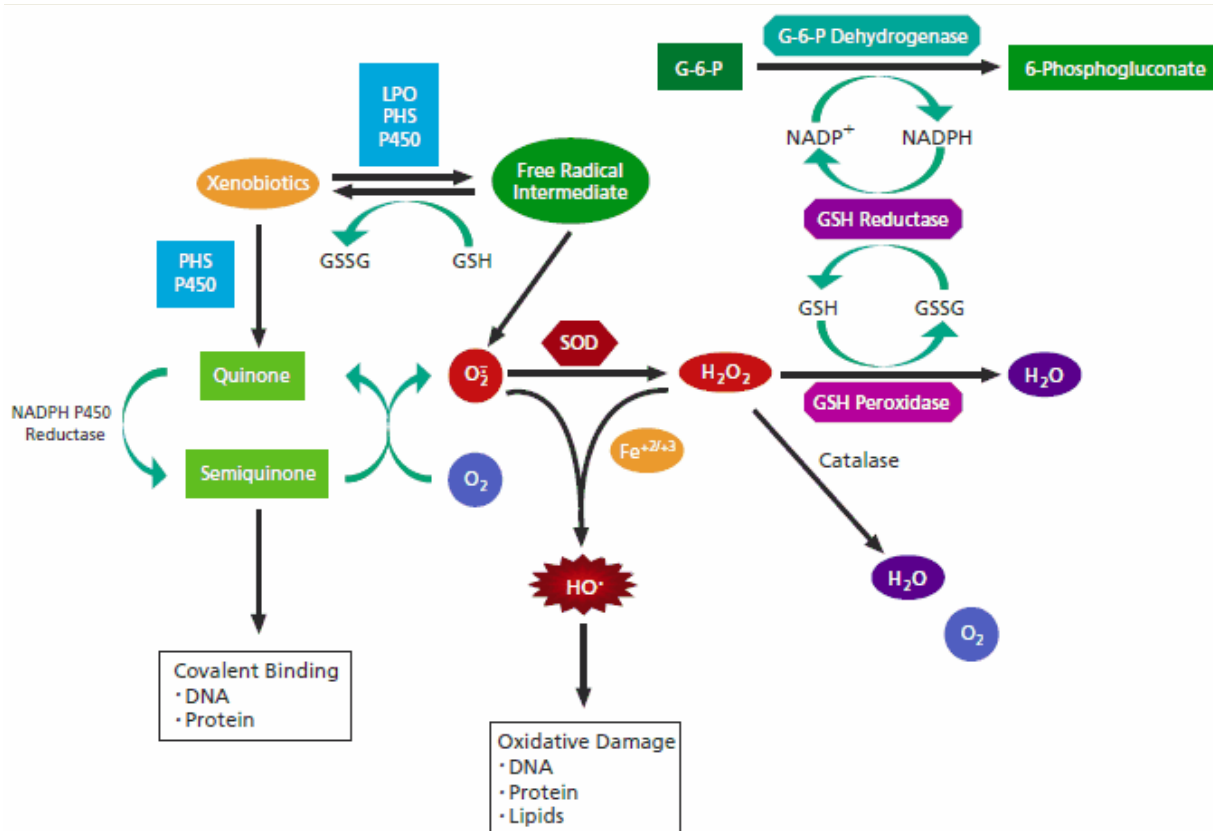 G-6-P Dehydrogenase
G-6-P
6-Phosphogluconate
LPO
PHS
P450
NADP+
NADPH
Xenobiotics
Free Radical
Intermediate
GSH Reductase
GSSG
GSH
PHS
P450
GSH
GSSG
SOD
Quinone
O₂⨪
H₂O₂
H₂O
GSH Peroxidase
NADPH P450
Reductase
Fe+2/+3
Catalase
Semiquinone
O₂
HO·
H₂O
O₂
Covalent Binding
· DNA
· Protein
Oxidative Damage
· DNA
· Protein
· Lipids